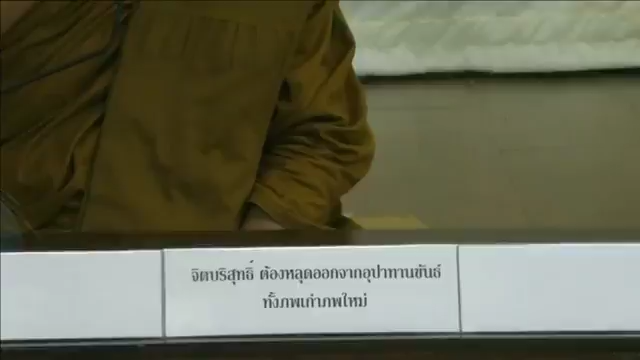 จิตบริสุทธิ์ ต้องหลุดออกจากอุปาทานขันธ์
ทั้งภพเก่าภพใหม่